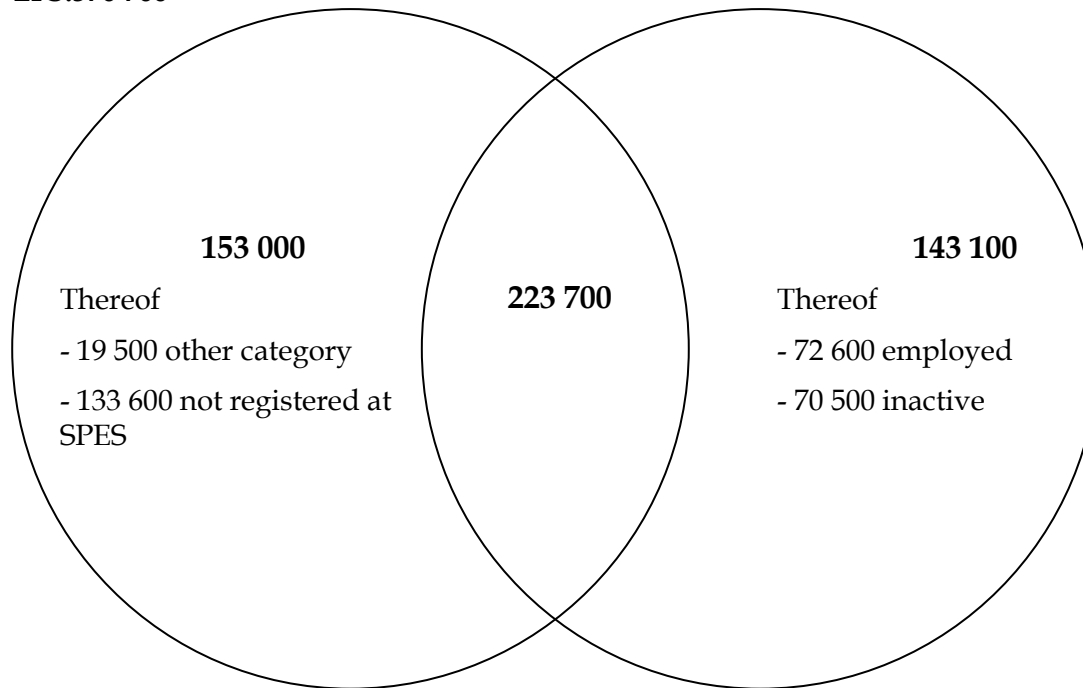 153 000
Thereof
- 19 500 other category
- 133 600 not registered at
SPES
223 700
143 100
Thereof
- 72 600 employed
- 70 500 inactive